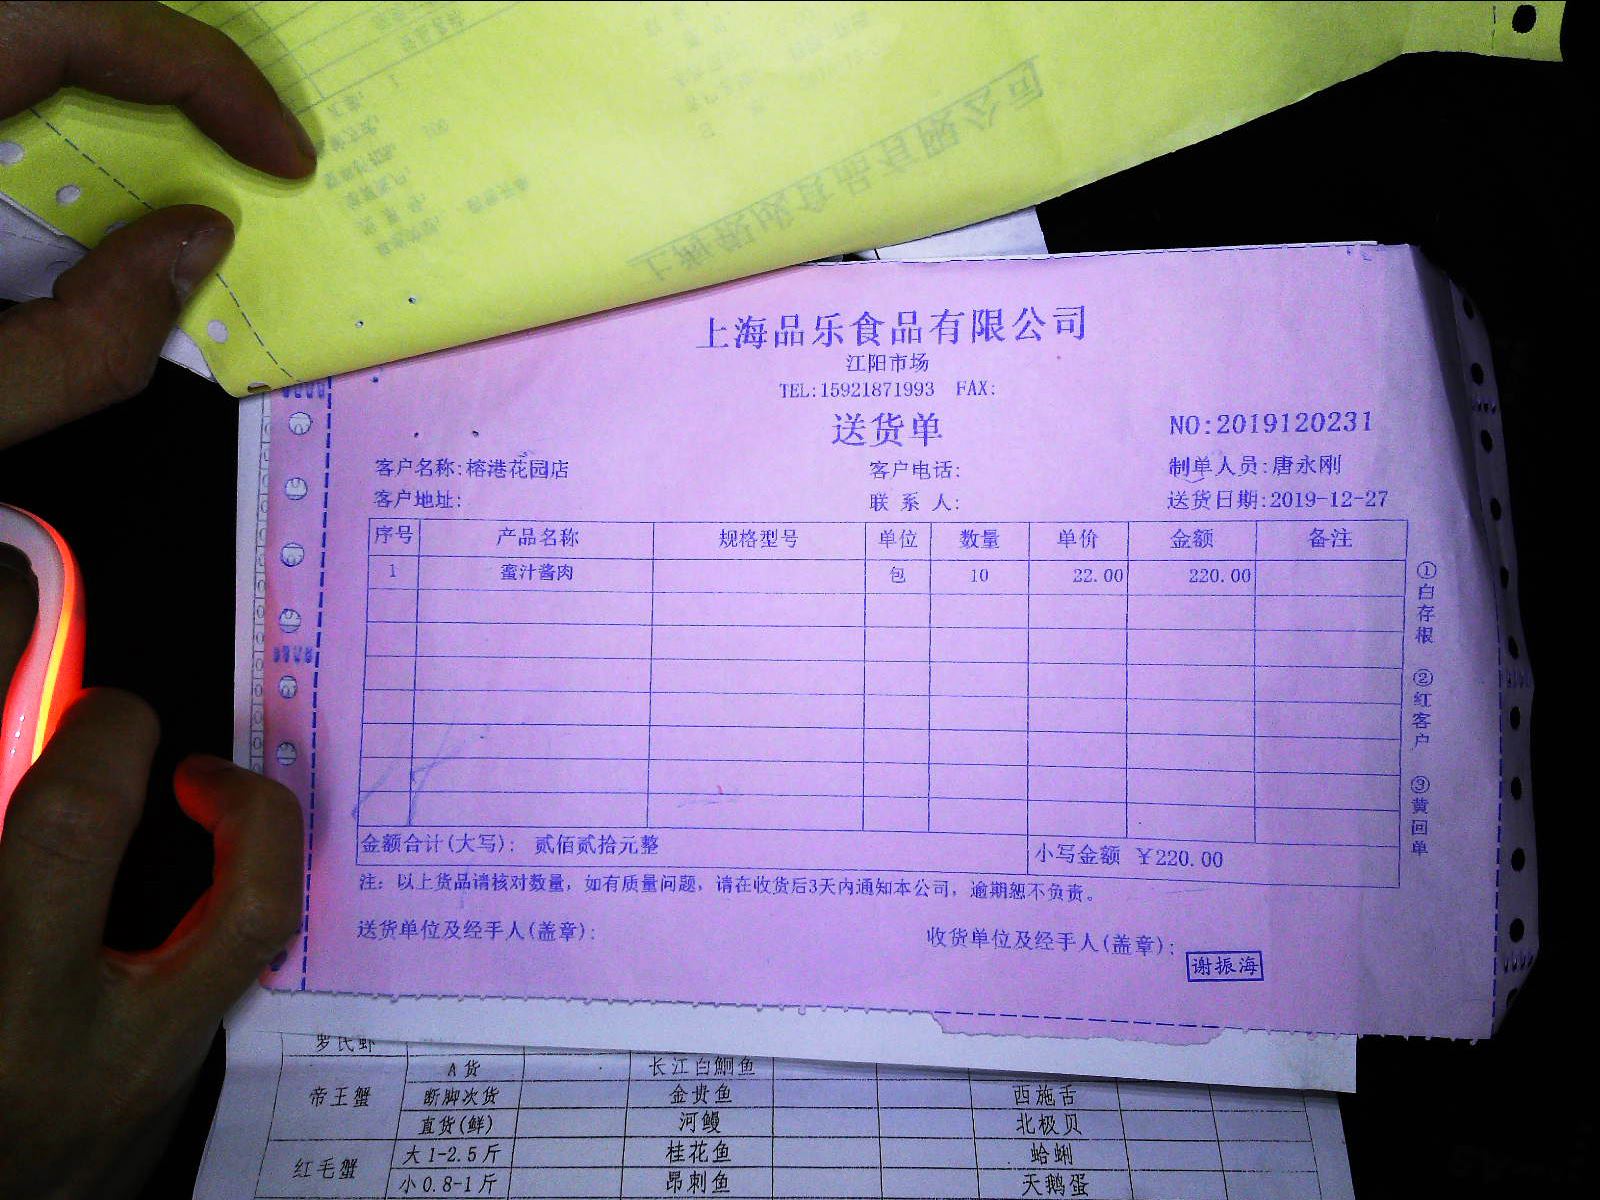 上海品乐食品有限公司
江阳市场
TEL:15921871993 FAX:
送货单
NO:2019120231
客户名称:榕港花园店 客户电话: 制单人员:唐永刚
客户地址: 联系人: 送货日期:2019-12-27
序号 产品名称 规格型号 单位 数量 单价 金额 备注
1 蜜汁酱肉 包 10 22.00 220.00
①白存根 ②红客户 ③黄回单
金额合计(大写): 贰佰贰拾元整 小写金额 ￥220.00
注: 以上货品请核对数量, 如有质量问题, 请在收货后3天内通知本公司, 逾期恕不负责。
送货单位及经手人(盖章): 收货单位及经手人(盖章):
谢振海
罗氏虾
A货 长江白鮰鱼
帝王蟹 断脚次货 金贵鱼 西施舌
直货(鲜) 河鳗 北极贝
红毛蟹 大1-2.5斤 桂花鱼 蛤蜊
小0.8-1斤 昂刺鱼 天鹅蛋